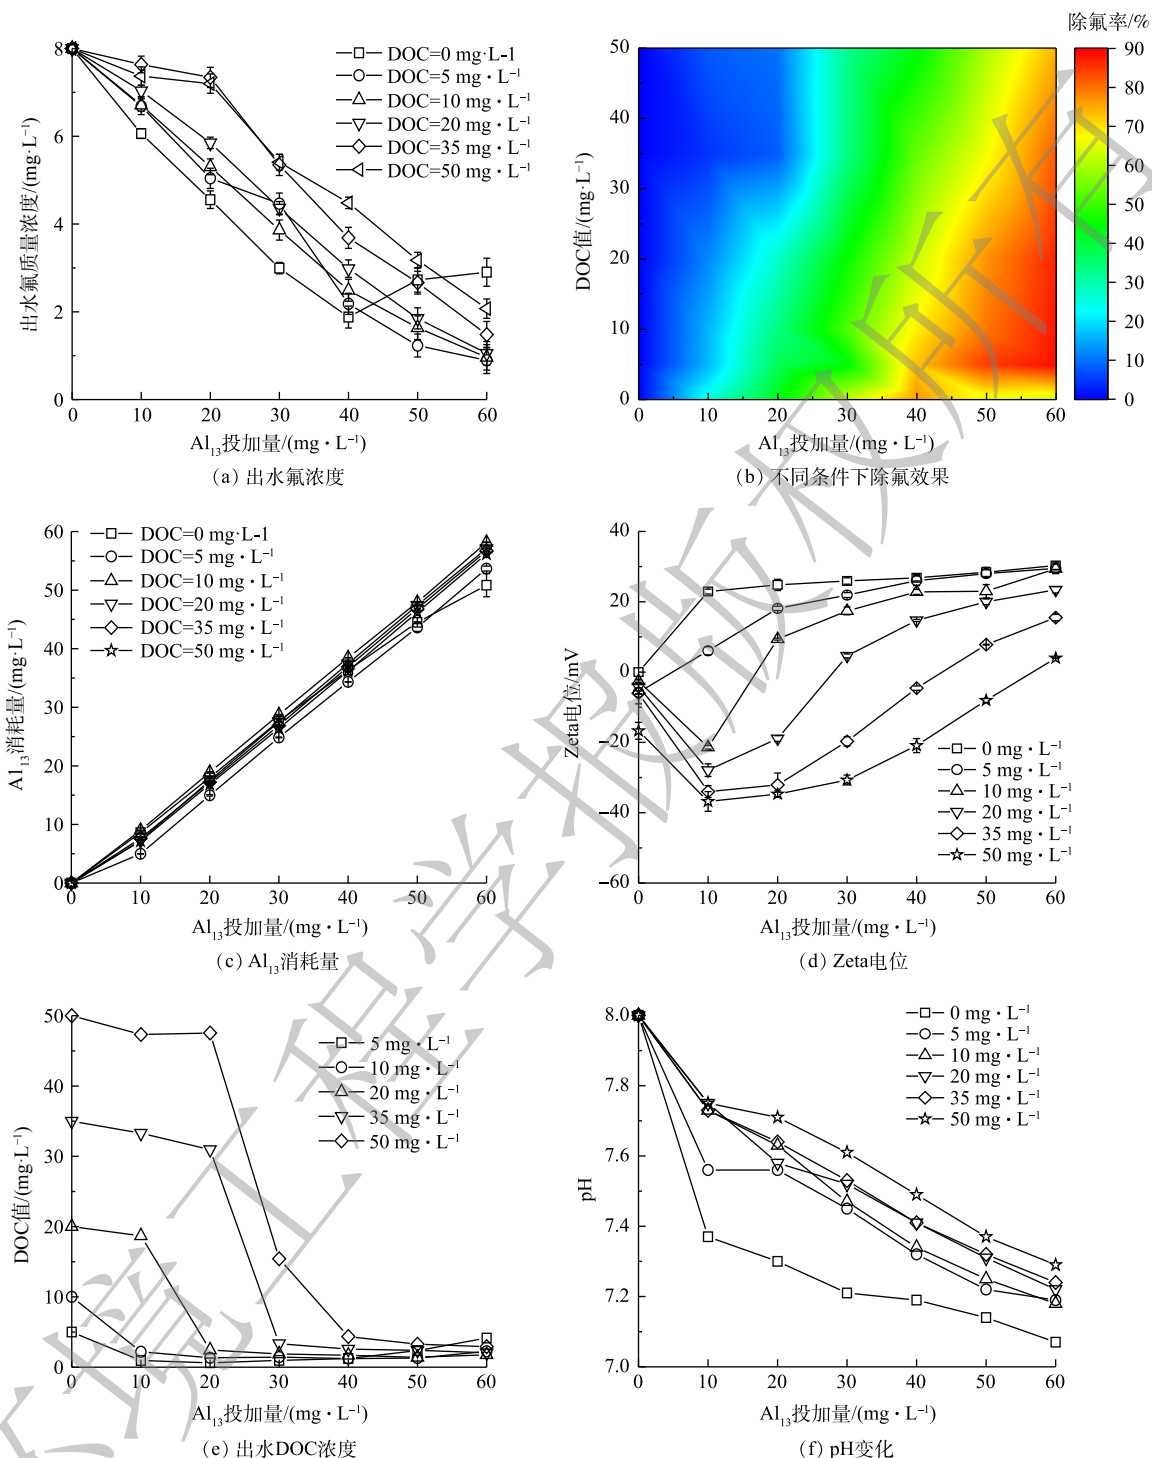 8
6
4
2
0
0 10 20 30 40 50 60
出水氟质量浓度/(mg·L⁻¹)
DOC=0 mg·L-1
DOC=5 mg·L⁻¹
DOC=10 mg·L⁻¹
DOC=20 mg·L⁻¹
DOC=35 mg·L⁻¹
DOC=50 mg·L⁻¹
Al₁₃投加量/(mg·L⁻¹)
(a) 出水氟浓度
除氟率/%
50
40
30
20
10
0
0 10 20 30 40 50 60
DOC值/(mg·L⁻¹)
90
80
70
60
50
40
30
20
10
0
Al₁₃投加量/(mg·L⁻¹)
(b) 不同条件下除氟效果
60
50
40
30
20
10
0
0 10 20 30 40 50 60
Al₁₃消耗量/(mg·L⁻¹)
DOC=0 mg·L-1
DOC=5 mg·L⁻¹
DOC=10 mg·L⁻¹
DOC=20 mg·L⁻¹
DOC=35 mg·L⁻¹
DOC=50 mg·L⁻¹
Al₁₃投加量/(mg·L⁻¹)
(c) Al₁₃消耗量
40
20
0
−20
−40
−60
0 10 20 30 40 50 60
Zeta电位/mV
0 mg·L⁻¹
5 mg·L⁻¹
10 mg·L⁻¹
20 mg·L⁻¹
35 mg·L⁻¹
50 mg·L⁻¹
Al₁₃投加量/(mg·L⁻¹)
(d) Zeta电位
50
40
30
20
10
0
0 10 20 30 40 50 60
DOC值/(mg·L⁻¹)
5 mg·L⁻¹
10 mg·L⁻¹
20 mg·L⁻¹
35 mg·L⁻¹
50 mg·L⁻¹
Al₁₃投加量/(mg·L⁻¹)
(e) 出水DOC浓度
8.0
7.8
7.6
7.4
7.2
7.0
0 10 20 30 40 50 60
pH
0 mg·L⁻¹
5 mg·L⁻¹
10 mg·L⁻¹
20 mg·L⁻¹
35 mg·L⁻¹
50 mg·L⁻¹
Al₁₃投加量/(mg·L⁻¹)
(f) pH变化
境工程学报版权所有